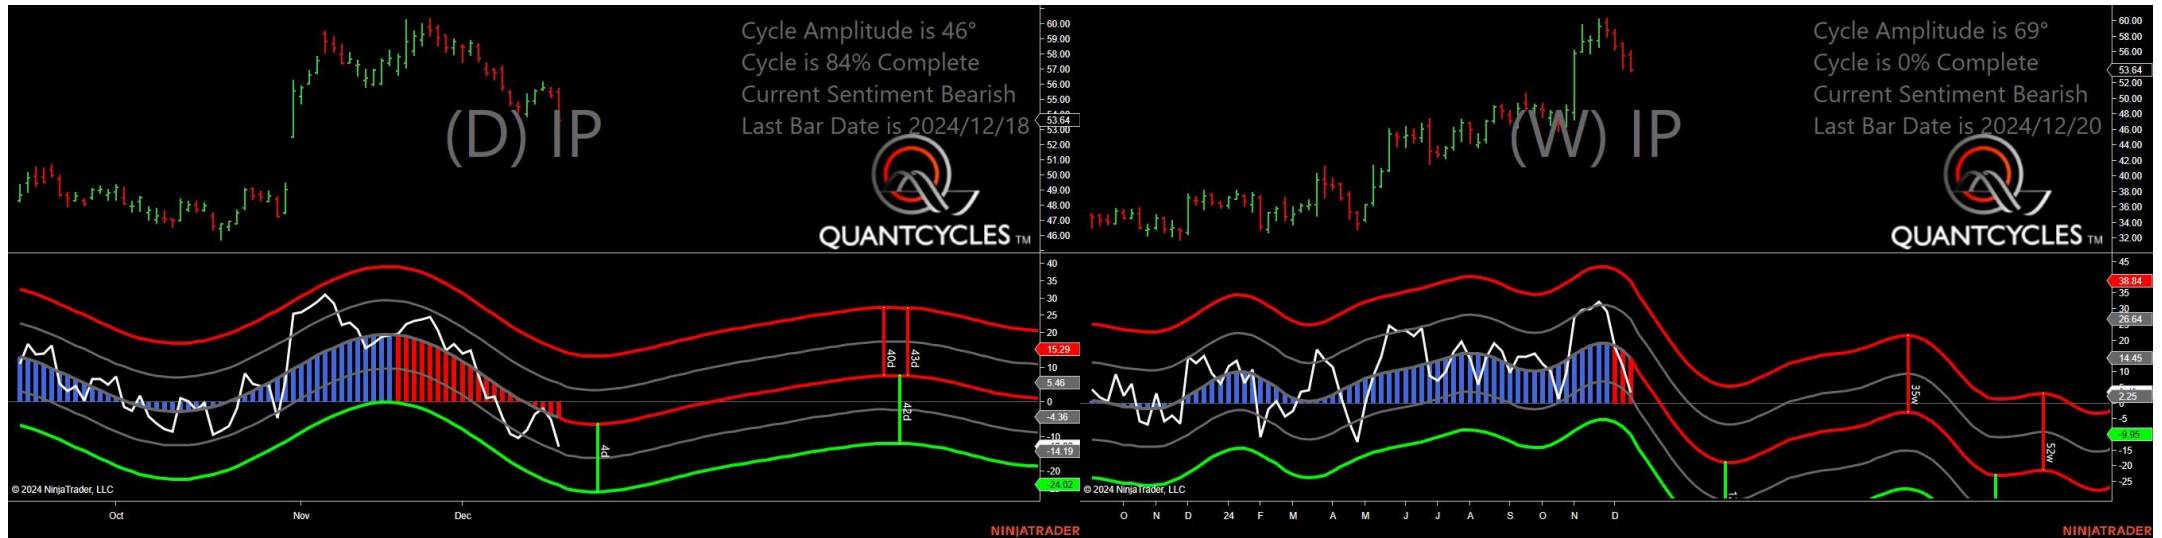 Cycle Amplitude is 46°
Cycle is 84% Complete
Current Sentiment Bearish
Last Bar Date is 2024/12/18
(D) IP
QUANTCYCLES TM
60.00
59.00
58.00
57.00
56.00
55.00
53.64
53.00
52.00
51.00
50.00
49.00
48.00
47.00
46.00
40
35
30
25
20
15.29
10
5.46
0
-4.36
-10
-14.19
-20
-24.02
40d
43d
42d
4d
© 2024 NinjaTrader, LLC
Oct
Nov
Dec
NINJATRADER
Cycle Amplitude is 69°
Cycle is 0% Complete
Current Sentiment Bearish
Last Bar Date is 2024/12/20
(W) IP
QUANTCYCLES TM
60.00
58.00
56.00
53.64
52.00
50.00
48.00
46.00
44.00
42.00
40.00
38.00
36.00
34.00
32.00
45
38.84
35
26.64
20
14.45
10
5
2.25
0
-5
-9.95
-15
-20
-25
35w
52w
© 2024 NinjaTrader, LLC
O
N
D
24
F
M
A
M
J
J
A
S
O
N
D
NINJATRADER